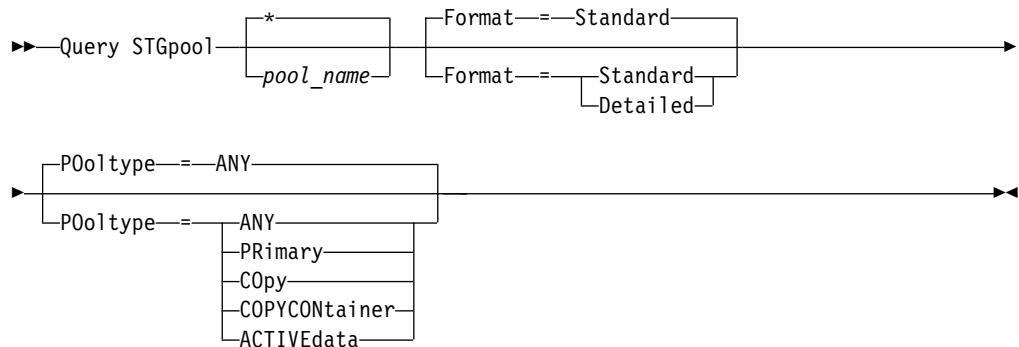 *
Format = Standard
Query STGpool
pool_name
Format = Standard
Detailed
POoltype = ANY
POoltype = ANY
PRimary
COpy
COPYCONtainer
ACTIVEdata